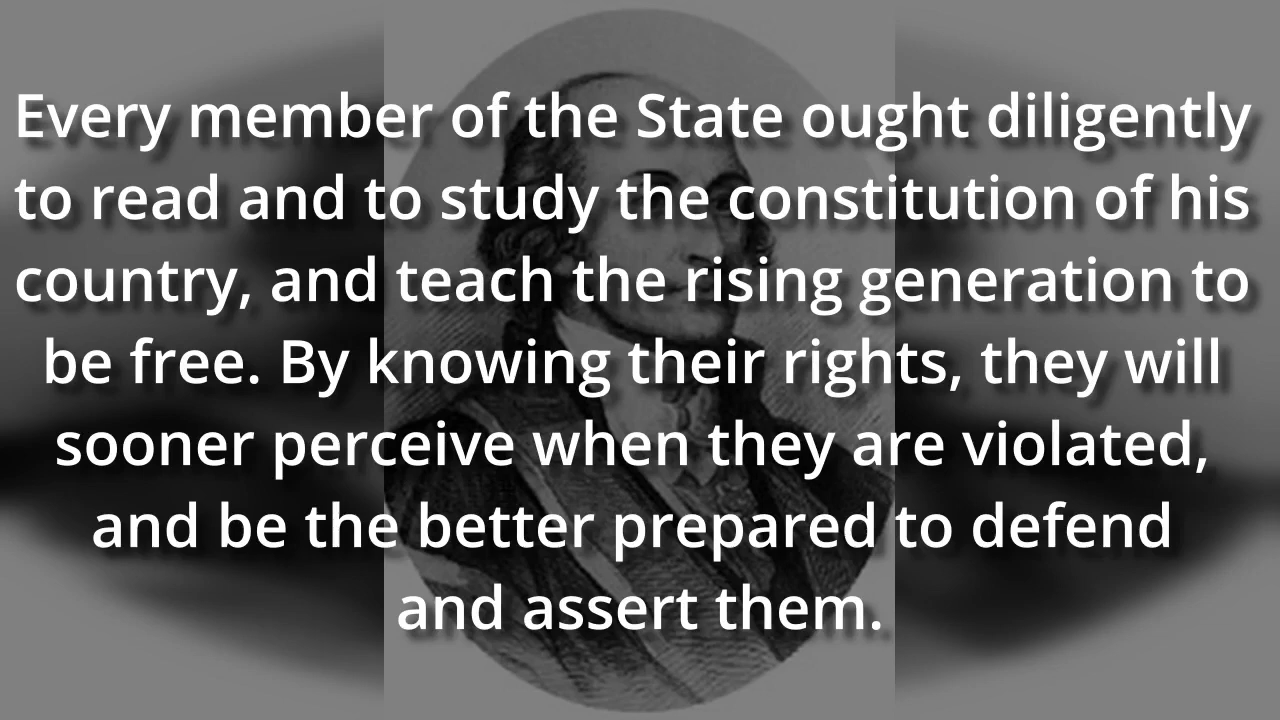 Every member of the State ought diligently
to read and to study the constitution of his
country, and teach the rising generation to
be free. By knowing their rights, they will
sooner perceive when they are violated,
and be the better prepared to defend
and assert them.